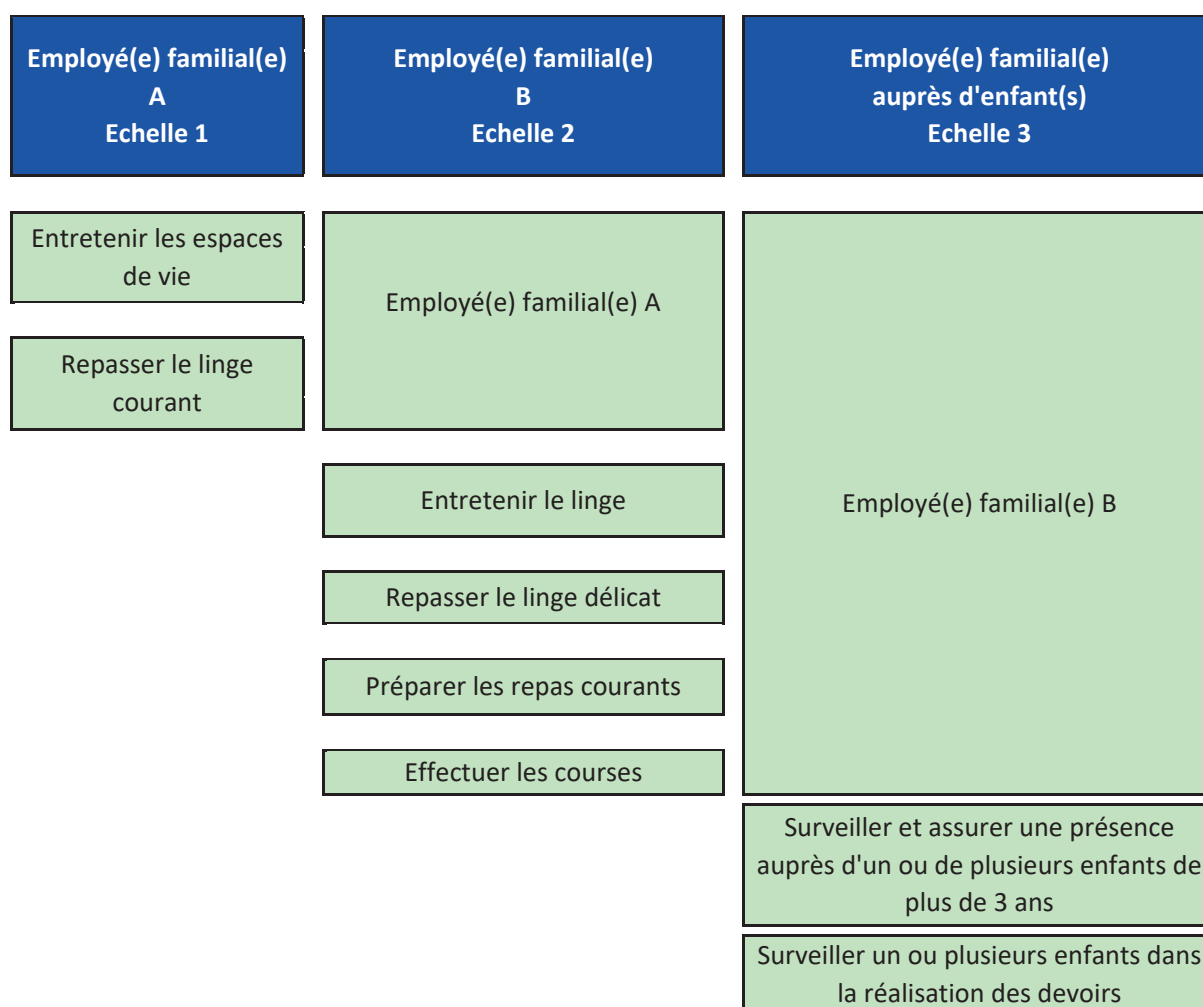 Employé(e) familial(e)
A
Echelle 1
Employé(e) familial(e)
B
Echelle 2
Employé(e) familial(e)
auprès d'enfant(s)
Echelle 3
Entretenir les espaces
de vie
Repasser le linge
courant
Employé(e) familial(e) A
Entretenir le linge
Repasser le linge délicat
Préparer les repas courants
Effectuer les courses
Employé(e) familial(e) B
Surveiller et assurer une présence
auprès d'un ou de plusieurs enfants de
plus de 3 ans
Surveiller un ou plusieurs enfants dans
la réalisation des devoirs